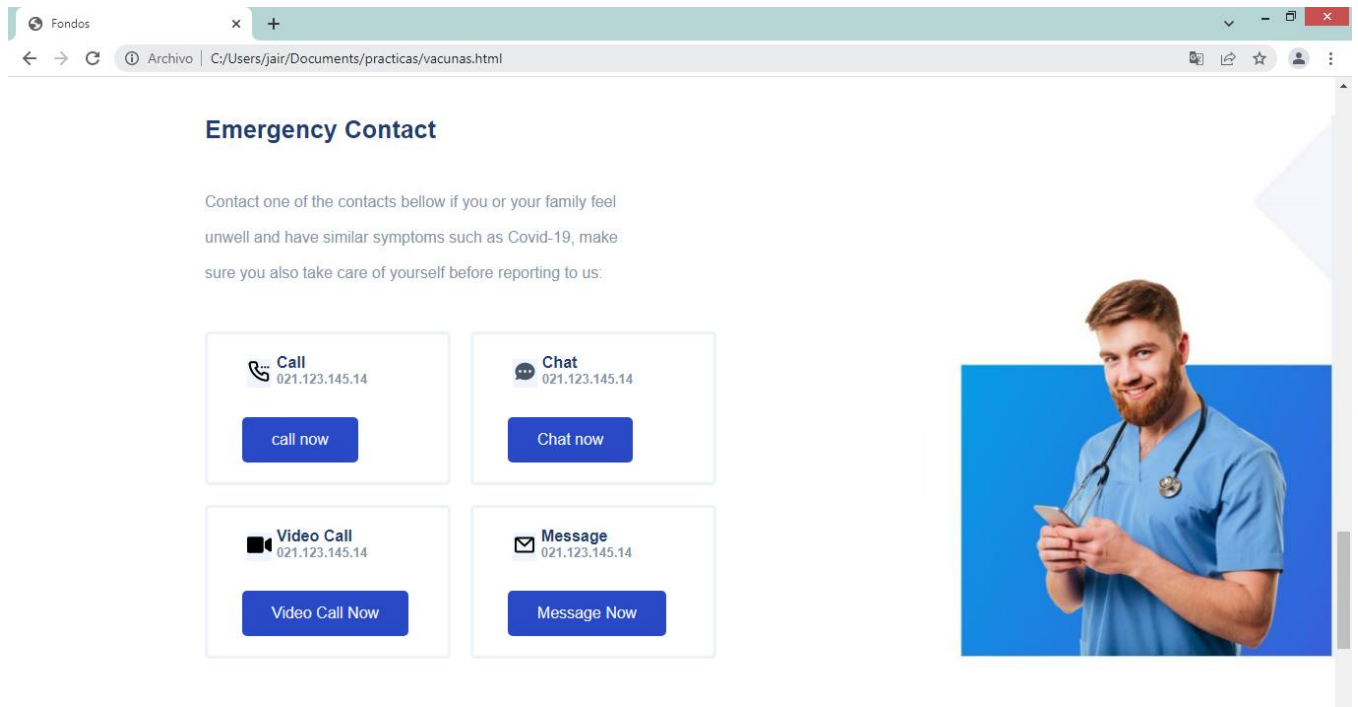 Fondos
Archivo | C:/Users/jair/Documents/practicas/vacunas.html
Emergency Contact
Contact one of the contacts bellow if you or your family feel
unwell and have similar symptoms such as Covid-19, make
sure you also take care of yourself before reporting to us:
Call
021.123.145.14
call now
Chat
021.123.145.14
Chat now
Video Call
021.123.145.14
Video Call Now
Message
021.123.145.14
Message Now